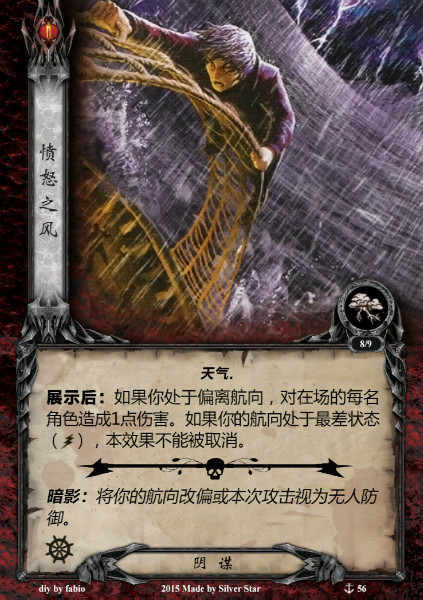 愤怒之风
8/9
天气.
展示后：如果你处于偏离航向，对在场的每名
角色造成1点伤害。如果你的航向处于最差状态
（），本效果不能被取消。
暗影：将你的航向改偏或本次攻击视为无人防
御。
阴谋
diy by fabio
2015 Made by Silver Star
56